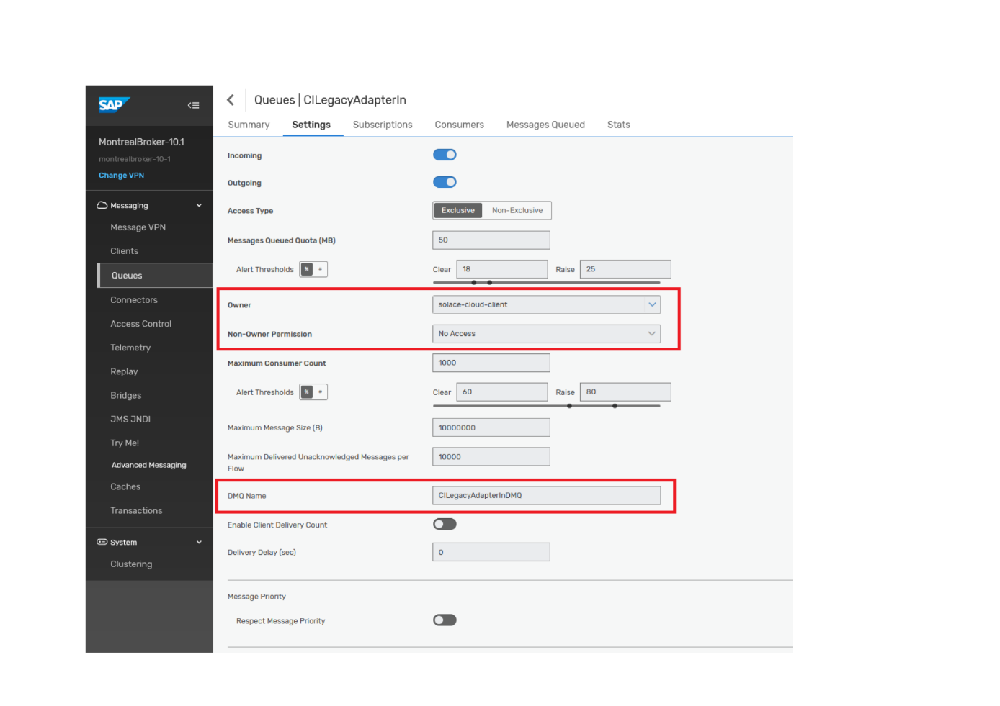 SAP
MontrealBroker-10.1
montrealbroker-10-1
Change VPN
Messaging
Message VPN
Clients
Queues
Connectors
Access Control
Telemetry
Replay
Bridges
JMS JNDI
Try Me!
Advanced Messaging
Caches
Transactions
System
Clustering
Queues | CILegacyAdapterIn
Summary Settings Subscriptions Consumers Messages Queued Stats
Incoming
Outgoing
Access Type Exclusive Non-Exclusive
Messages Queued Quota (MB) 50
Alert Thresholds % # Clear 18 Raise 25
Owner solace-cloud-client
Non-Owner Permission No Access
Maximum Consumer Count 1000
Alert Thresholds % # Clear 60 Raise 80
Maximum Message Size (B) 10000000
Maximum Delivered Unacknowledged Messages per 10000
Flow
DMQ Name CILegacyAdapterInDMQ
Enable Client Delivery Count
Delivery Delay (sec) 0
Message Priority
Respect Message Priority